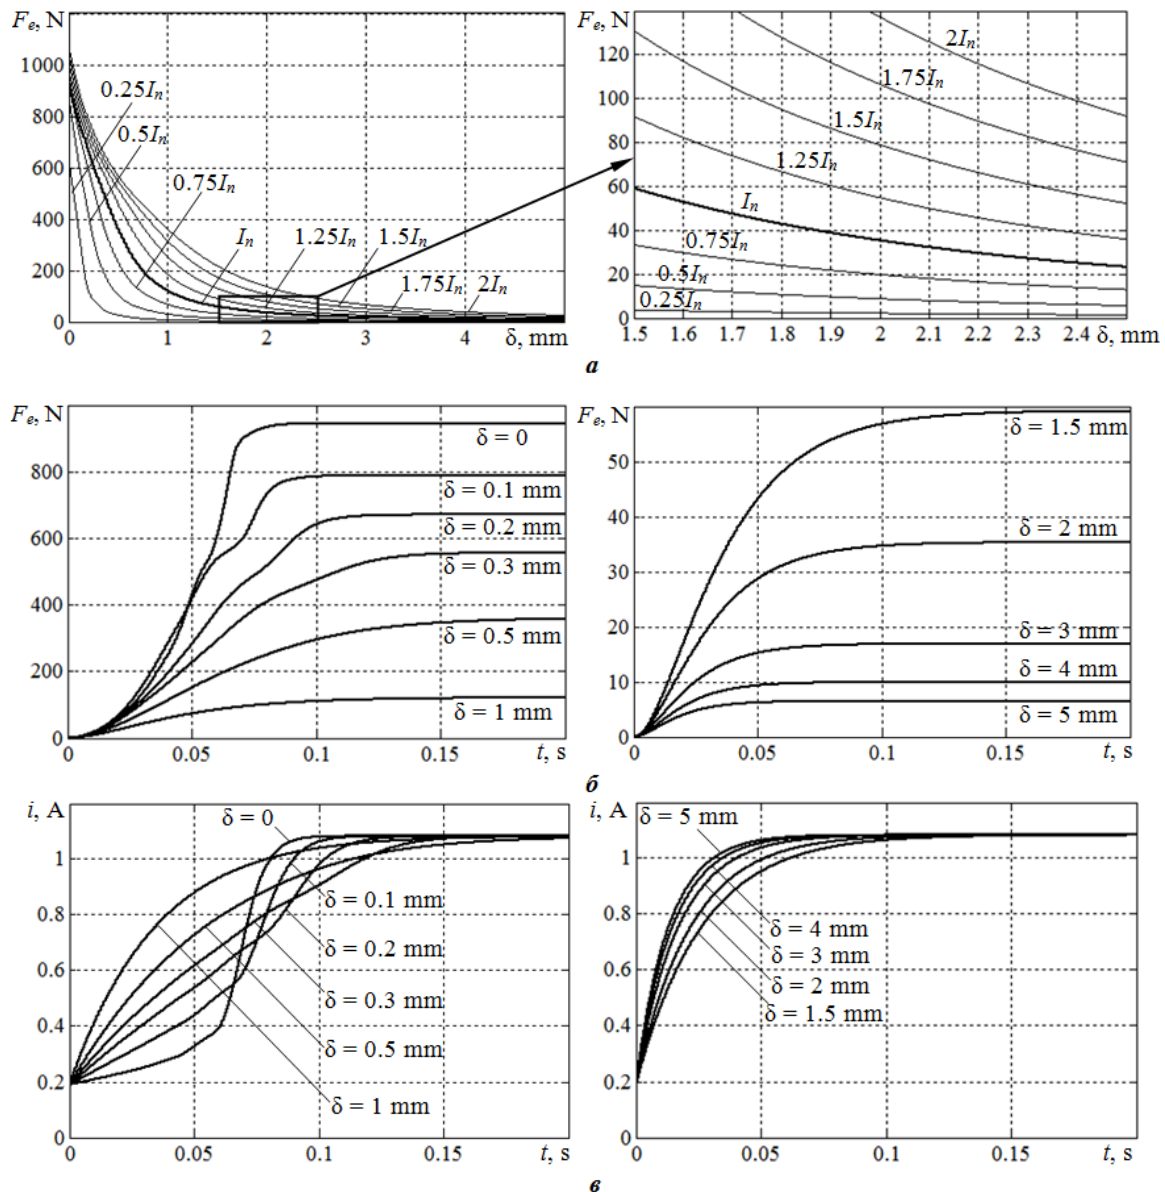 Fe, N
1000
800
600
400
200
0
0.25In
0.5In
0.75In
In
1.25In
1.5In
1.75In
2In
0 1 2 3 4 δ, mm
Fe, N
120
100
80
60
40
20
0
2In
1.75In
1.5In
1.25In
In
0.75In
0.5In
0.25In
1.5 1.6 1.7 1.8 1.9 2 2.1 2.2 2.3 2.4 δ, mm
а
Fe, N
800
600
400
200
0
δ = 0
δ = 0.1 mm
δ = 0.2 mm
δ = 0.3 mm
δ = 0.5 mm
δ = 1 mm
0 0.05 0.1 0.15 t, s
Fe, N
50
40
30
20
10
0
δ = 1.5 mm
δ = 2 mm
δ = 3 mm
δ = 4 mm
δ = 5 mm
0 0.05 0.1 0.15 t, s
б
i, A
1
0.8
0.6
0.4
0.2
0
δ = 0
δ = 0.1 mm
δ = 0.2 mm
δ = 0.3 mm
δ = 0.5 mm
δ = 1 mm
0 0.05 0.1 0.15 t, s
i, A
1
0.8
0.6
0.4
0.2
0
δ = 5 mm
δ = 4 mm
δ = 3 mm
δ = 2 mm
δ = 1.5 mm
0 0.05 0.1 0.15 t, s
в